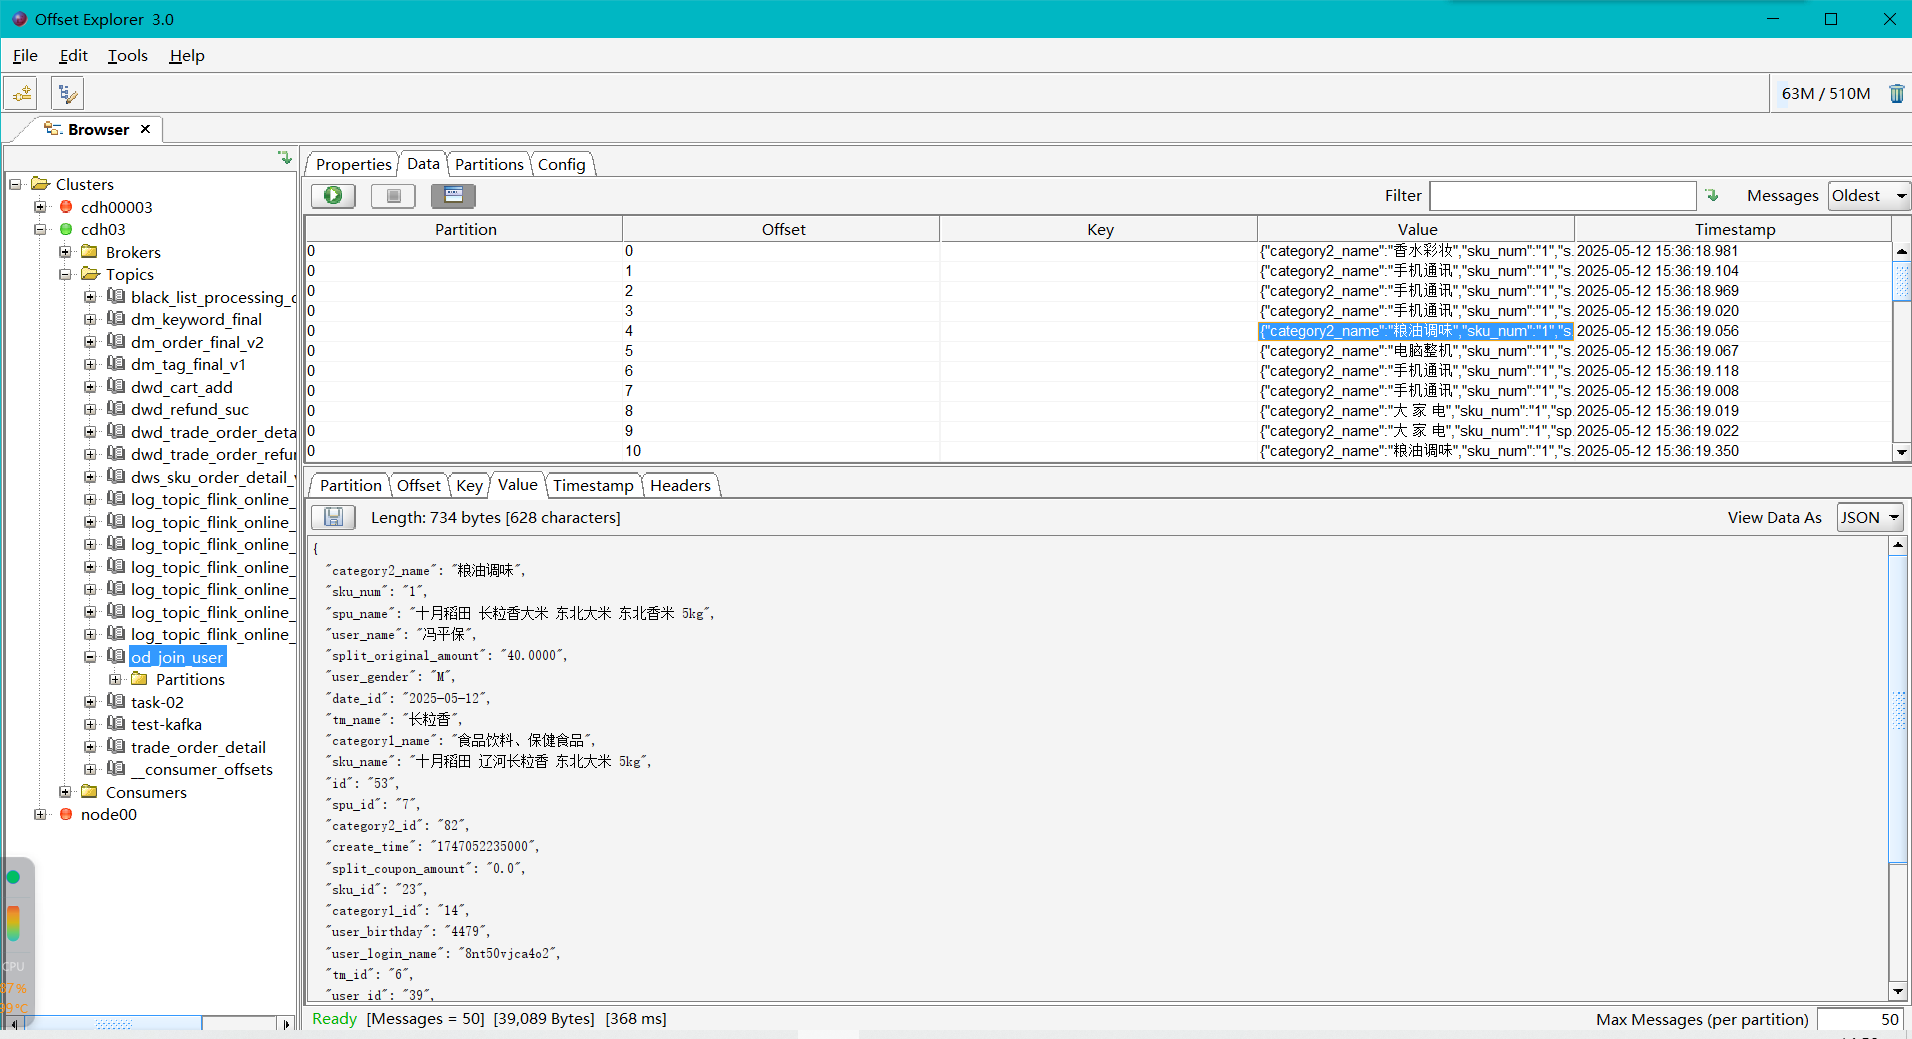 Offset Explorer 3.0
File Edit Tools Help
63M / 510M
Browser
Properties Data Partitions Config
Clusters
cdh00003
cdh03
Brokers
Topics
black_list_processing_
dm_keyword_final
dm_order_final_v2
dm_tag_final_v1
dwd_cart_add
dwd_refund_suc
dwd_trade_order_deta
dwd_trade_order_refu
dws_sku_order_detail_
log_topic_flink_online_
log_topic_flink_online_
log_topic_flink_online_
log_topic_flink_online_
log_topic_flink_online_
log_topic_flink_online_
log_topic_flink_online_
od_join_user
Partitions
task-02
test-kafka
trade_order_detail
__consumer_offsets
Consumers
node00
CPU
37%
Filter Messages Oldest
Partition Offset Key Value Timestamp
0 0 {"category2_name":"香水彩妆","sku_num":"1","s. 2025-05-12 15:36:18.981
0 1 {"category2_name":"手机通讯","sku_num":"1","s. 2025-05-12 15:36:19.104
0 2 {"category2_name":"手机通讯","sku_num":"1","s. 2025-05-12 15:36:18.969
0 3 {"category2_name":"手机通讯","sku_num":"1","s. 2025-05-12 15:36:19.020
0 4 {"category2_name":"粮油调味","sku_num":"1","s. 2025-05-12 15:36:19.056
0 5 {"category2_name":"电脑整机","sku_num":"1","s. 2025-05-12 15:36:19.067
0 6 {"category2_name":"手机通讯","sku_num":"1","s. 2025-05-12 15:36:19.118
0 7 {"category2_name":"手机通讯","sku_num":"1","s. 2025-05-12 15:36:19.008
0 8 {"category2_name":"大 家 电","sku_num":"1","sp. 2025-05-12 15:36:19.019
0 9 {"category2_name":"大 家 电","sku_num":"1","sp. 2025-05-12 15:36:19.022
0 10 {"category2_name":"粮油调味","sku_num":"1","s. 2025-05-12 15:36:19.350
Partition Offset Key Value Timestamp Headers
Length: 734 bytes [628 characters] View Data As JSON
{
"category2_name": "粮油调味",
"sku_num": "1",
"spu_name": "十月稻田 长粒香大米 东北大米 东北香米 5kg",
"user_name": "冯平保",
"split_original_amount": "40.0000",
"user_gender": "M",
"date_id": "2025-05-12",
"tm_name": "长粒香",
"category1_name": "食品饮料、保健食品",
"sku_name": "十月稻田 辽河长粒香 东北大米 5kg",
"id": "53",
"spu_id": "7",
"category2_id": "82",
"create_time": "1747052235000",
"split_coupon_amount": "0.0",
"sku_id": "23",
"category1_id": "14",
"user_birthday": "4479",
"user_login_name": "8nt50vjca4o2",
"tm_id": "6",
"user_id": "39",
Ready [Messages = 50] [39,089 Bytes] [368 ms] Max Messages (per partition) 50